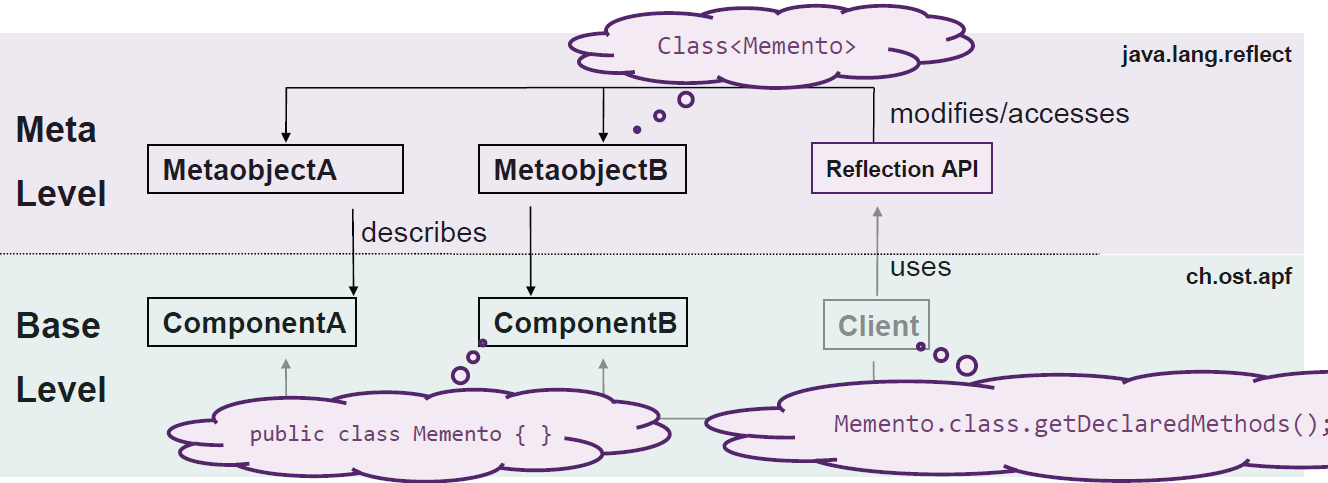 Class<Memento>
java.lang.reflect
modifies/accesses
Meta
Level
MetaobjectA
MetaobjectB
Reflection API
describes
uses
ch.ost.apf
Base
Level
ComponentA
ComponentB
Client
public class Memento { }
Memento.class.getDeclaredMethods();